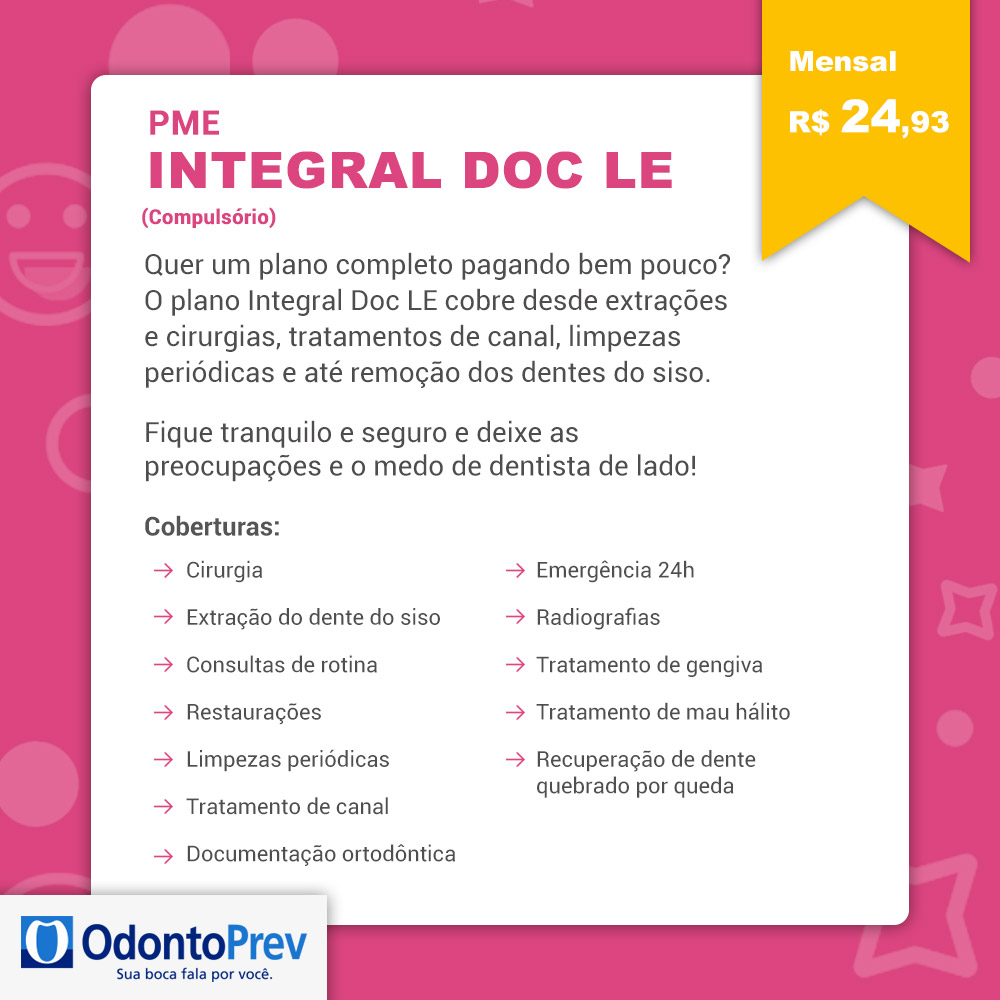 Mensal
R$ 24,93
PME
INTEGRAL DOC LE
(Compulsório)
Quer um plano completo pagando bem pouco?
O plano Integral Doc LE cobre desde extrações
e cirurgias, tratamentos de canal, limpezas
periódicas e até remoção dos dentes do siso.
Fique tranquilo e seguro e deixe as
preocupações e o medo de dentista de lado!
Coberturas:
→ Cirurgia
→ Extração do dente do siso
→ Consultas de rotina
→ Restaurações
→ Limpezas periódicas
→ Tratamento de canal
→ Documentação ortodôntica
→ Emergência 24h
→ Radiografias
→ Tratamento de gengiva
→ Tratamento de mau hálito
→ Recuperação de dente
quebrado por queda
OdontoPrev
Sua boca fala por você.